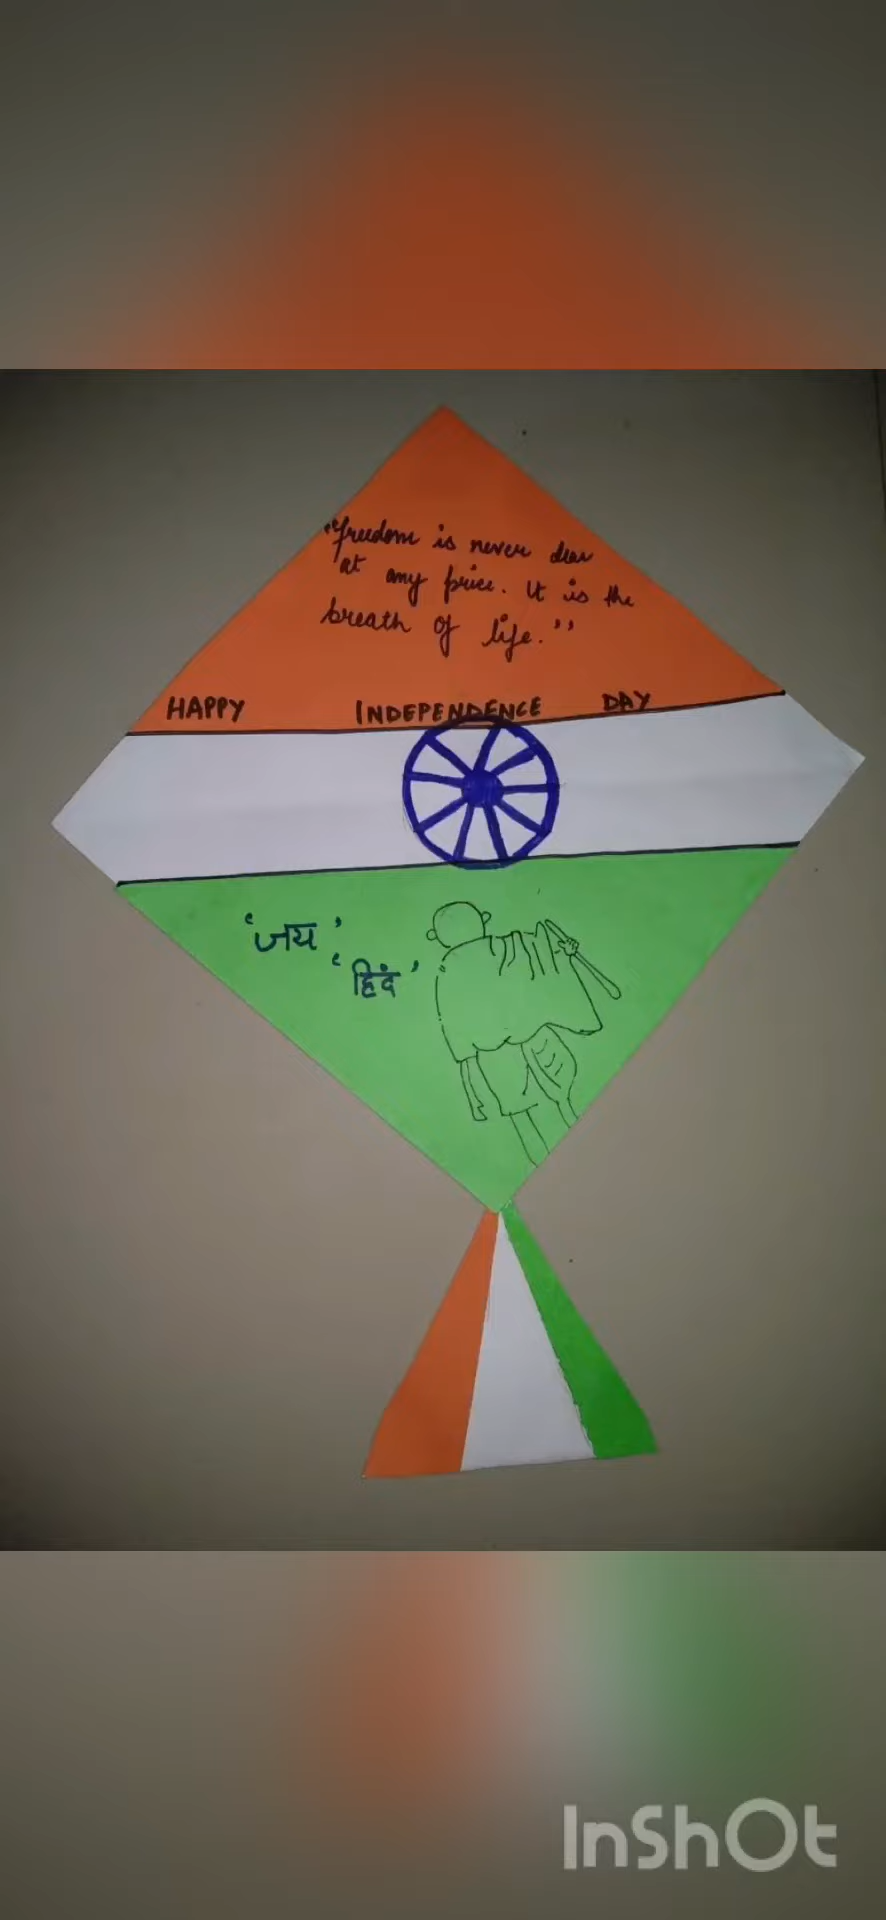 "freedom is never dear
at any price. It is the
breath of life.''
HAPPY INDEPENDENCE DAY
'जय'
'हिंद'
InShOt